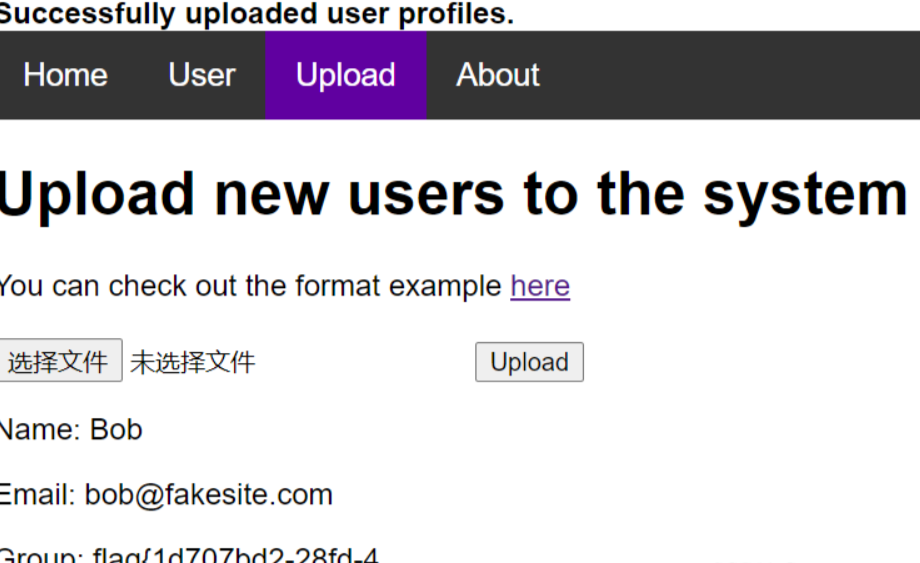 Successfully uploaded user profiles.
Home User Upload About
Upload new users to the system
You can check out the format example here
选择文件 未选择文件 Upload
Name: Bob
Email: bob@fakesite.com
Group: flag{1d707bd2-28fd-4